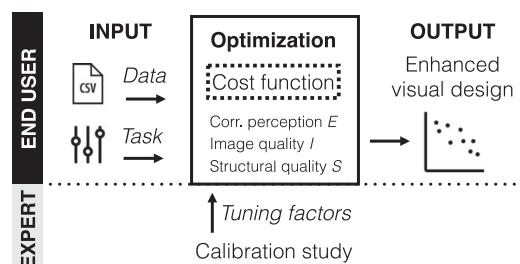 INPUT
Optimization
OUTPUT
END USER
CSV
Data
Task
Cost function
Corr. perception E
Image quality I
Structural quality S
Enhanced
visual design
EXPERT
Tuning factors
Calibration study